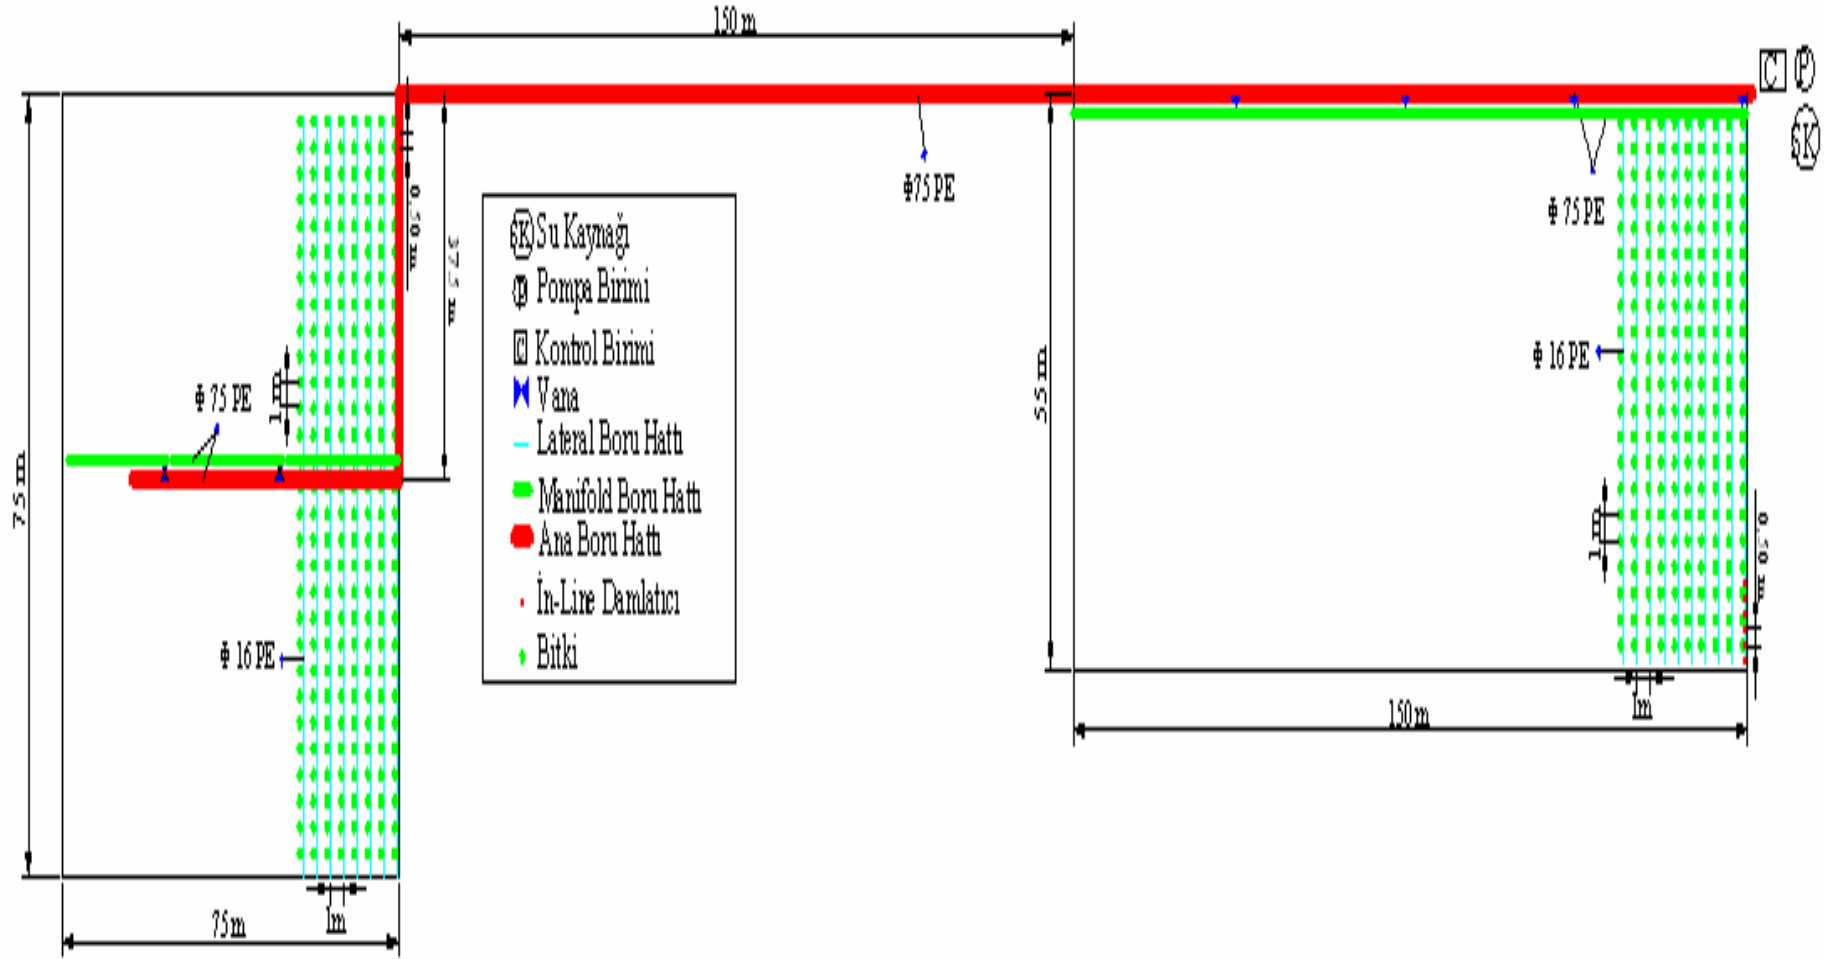 150 m
C
P
SK
Φ75 PE
Φ 75 PE
0.50 m
37.5 m
SK Su Kaynağı
P Pompa Birimi
C Kontrol Birimi
Vana
Lateral Boru Hattı
Manifold Boru Hattı
Ana Boru Hattı
İn-Line Damlatıcı
Bitki
Φ 75 PE
1 m
75 m
Φ 16 PE
55 m
Φ 16 PE
1 m
0.50 m
1m
150 m
1m
75 m